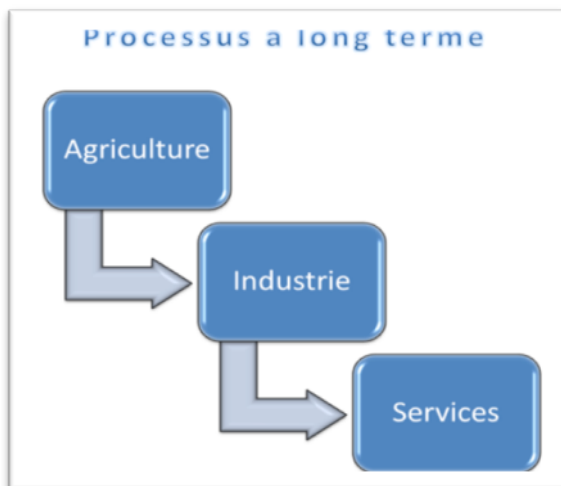 Processus a long terme
Agriculture
Industrie
Services